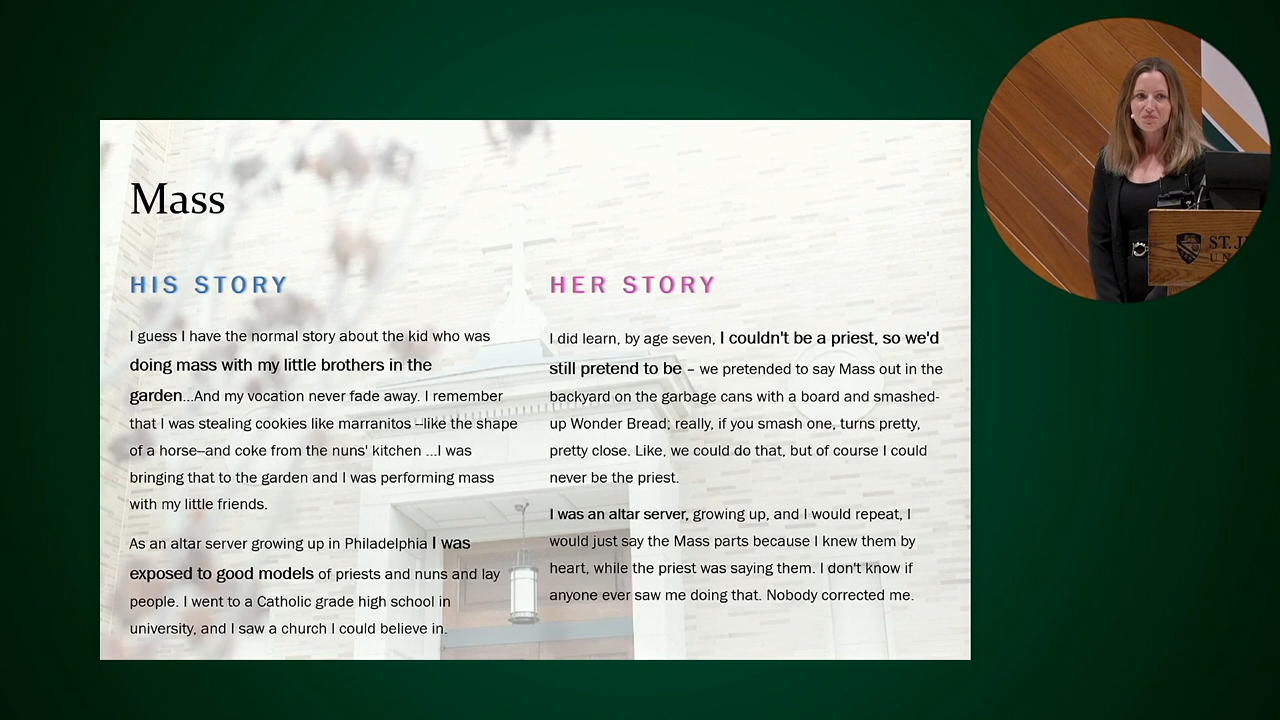 Mass
HIS STORY
I guess I have the normal story about the kid who was
doing mass with my little brothers in the
garden...And my vocation never fade away. I remember
that I was stealing cookies like marranitos --like the shape
of a horse--and coke from the nuns' kitchen ...I was
bringing that to the garden and I was performing mass
with my little friends.
As an altar server growing up in Philadelphia I was
exposed to good models of priests and nuns and lay
people. I went to a Catholic grade high school in
university, and I saw a church I could believe in.
HER STORY
I did learn, by age seven, I couldn't be a priest, so we'd
still pretend to be – we pretended to say Mass out in the
backyard on the garbage cans with a board and smashed-
up Wonder Bread; really, if you smash one, turns pretty,
pretty close. Like, we could do that, but of course I could
never be the priest.
I was an altar server, growing up, and I would repeat, I
would just say the Mass parts because I knew them by
heart, while the priest was saying them. I don't know if
anyone ever saw me doing that. Nobody corrected me.
ST. J
UN